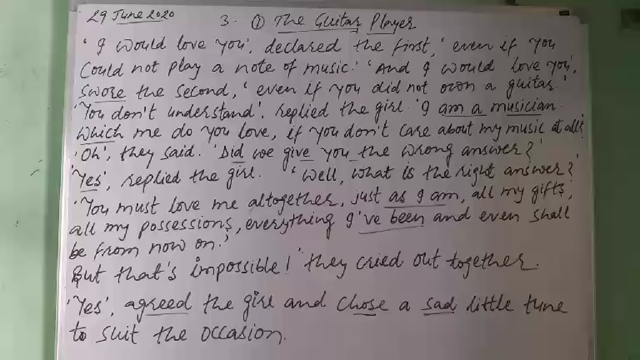 29 June 2020
3. ① The Guitar Player
'I would love you', declared the first, 'even if you
could not play a note of music.' 'And I would love you',
swore the second, 'even if you did not own a guitar.'
'You don't understand', replied the girl. 'I am a musician.
Which me do you love, if you don't care about my music at all?'
'Oh', they said. 'Did we give you the wrong answer?'
'Yes', replied the girl. 'Well, what is the right answer?'
'You must love me altogether, just as I am, all my gifts,
all my possessions, everything I've been and even shall
be from now on.'
But that's impossible!' they cried out together.
'Yes', agreed the girl and chose a sad little tune
to suit the occasion.